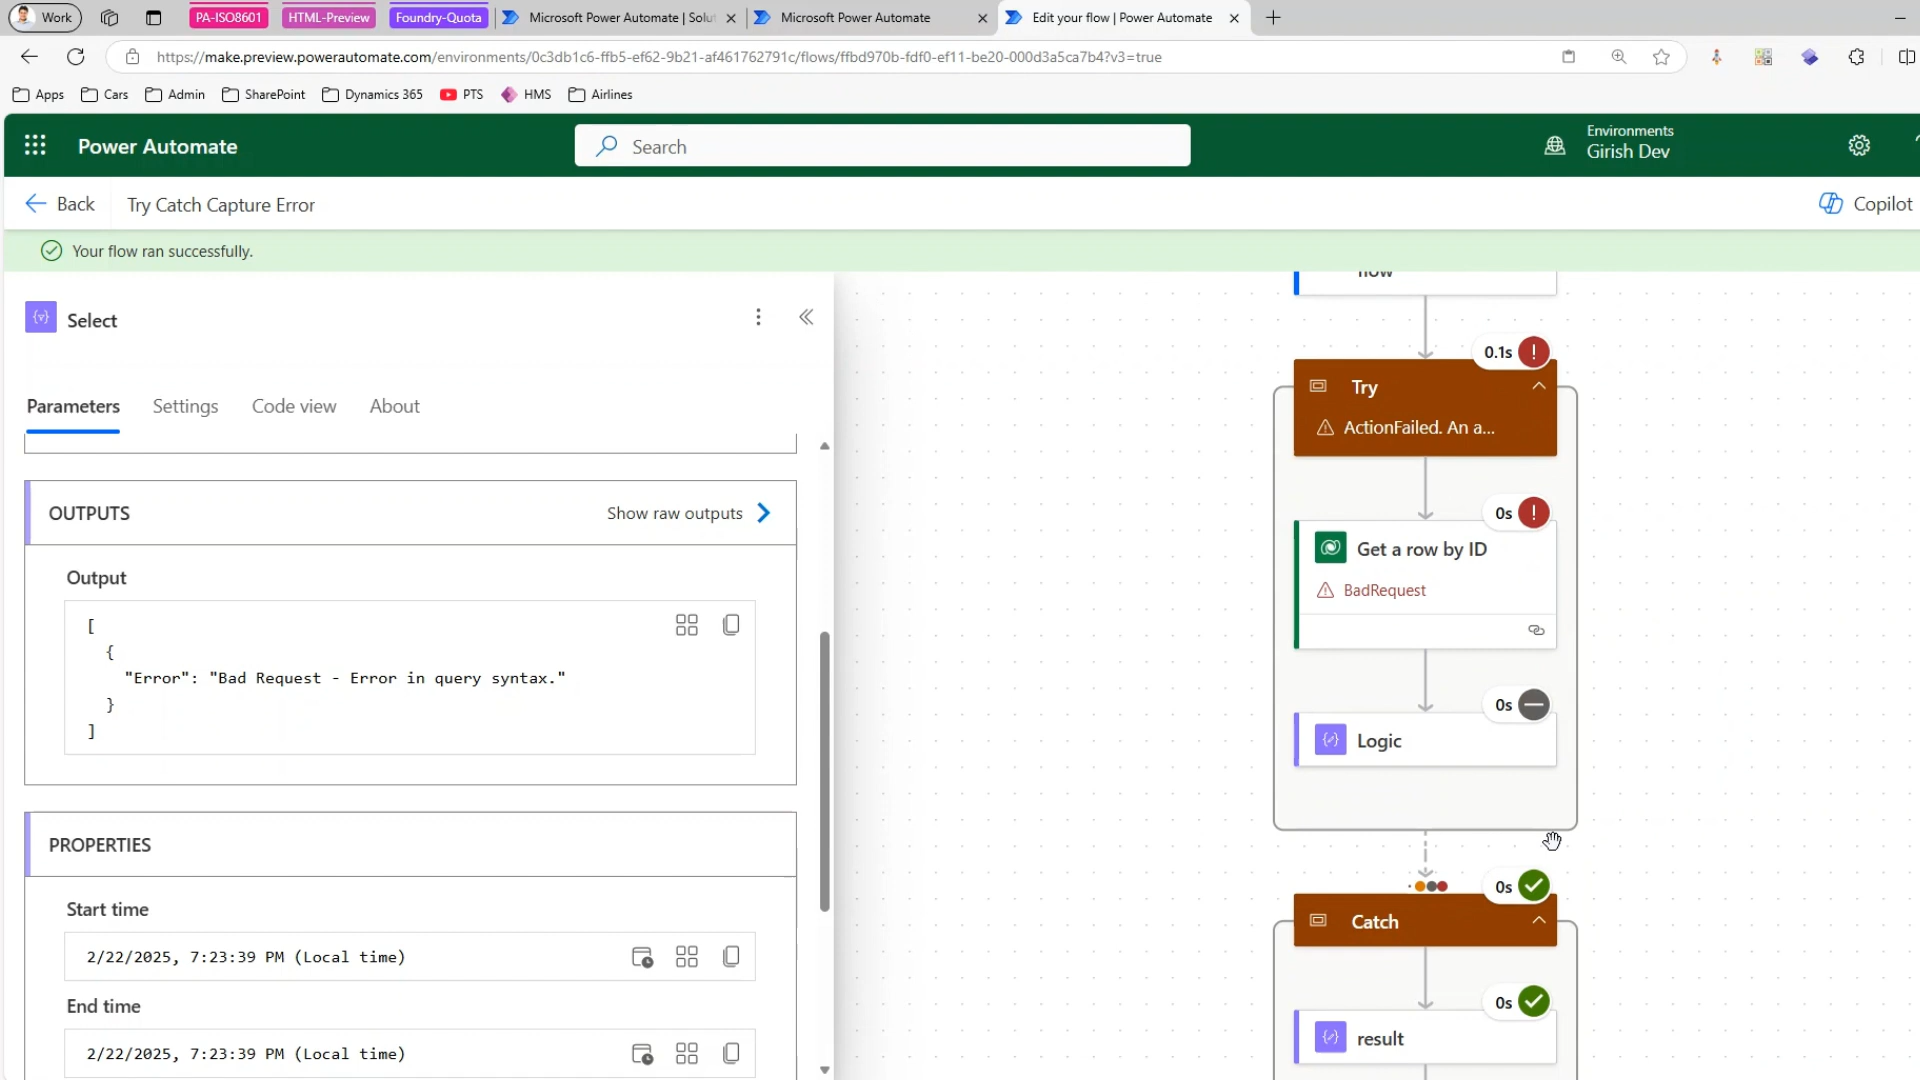 Work
PA-ISO8601
HTML-Preview
Foundry-Quota
Microsoft Power Automate | Solu
Microsoft Power Automate
Edit your flow | Power Automate
https://make.preview.powerautomate.com/environments/0c3db1c6-ffb5-ef62-9b21-af461762791c/flows/ffbd970b-fdf0-ef11-be20-000d3a5ca7b4?v3=true
Apps
Cars
Admin
SharePoint
Dynamics 365
PTS
HMS
Airlines
Power Automate
Search
Environments
Girish Dev
Back
Try Catch Capture Error
Copilot
Your flow ran successfully.
Select
Parameters
Settings
Code view
About
OUTPUTS
Show raw outputs
Output
[
{
"Error": "Bad Request - Error in query syntax."
}
]
PROPERTIES
Start time
2/22/2025, 7:23:39 PM (Local time)
End time
2/22/2025, 7:23:39 PM (Local time)
0.1s
Try
ActionFailed. An a...
0s
Get a row by ID
BadRequest
0s
Logic
0s
Catch
0s
result